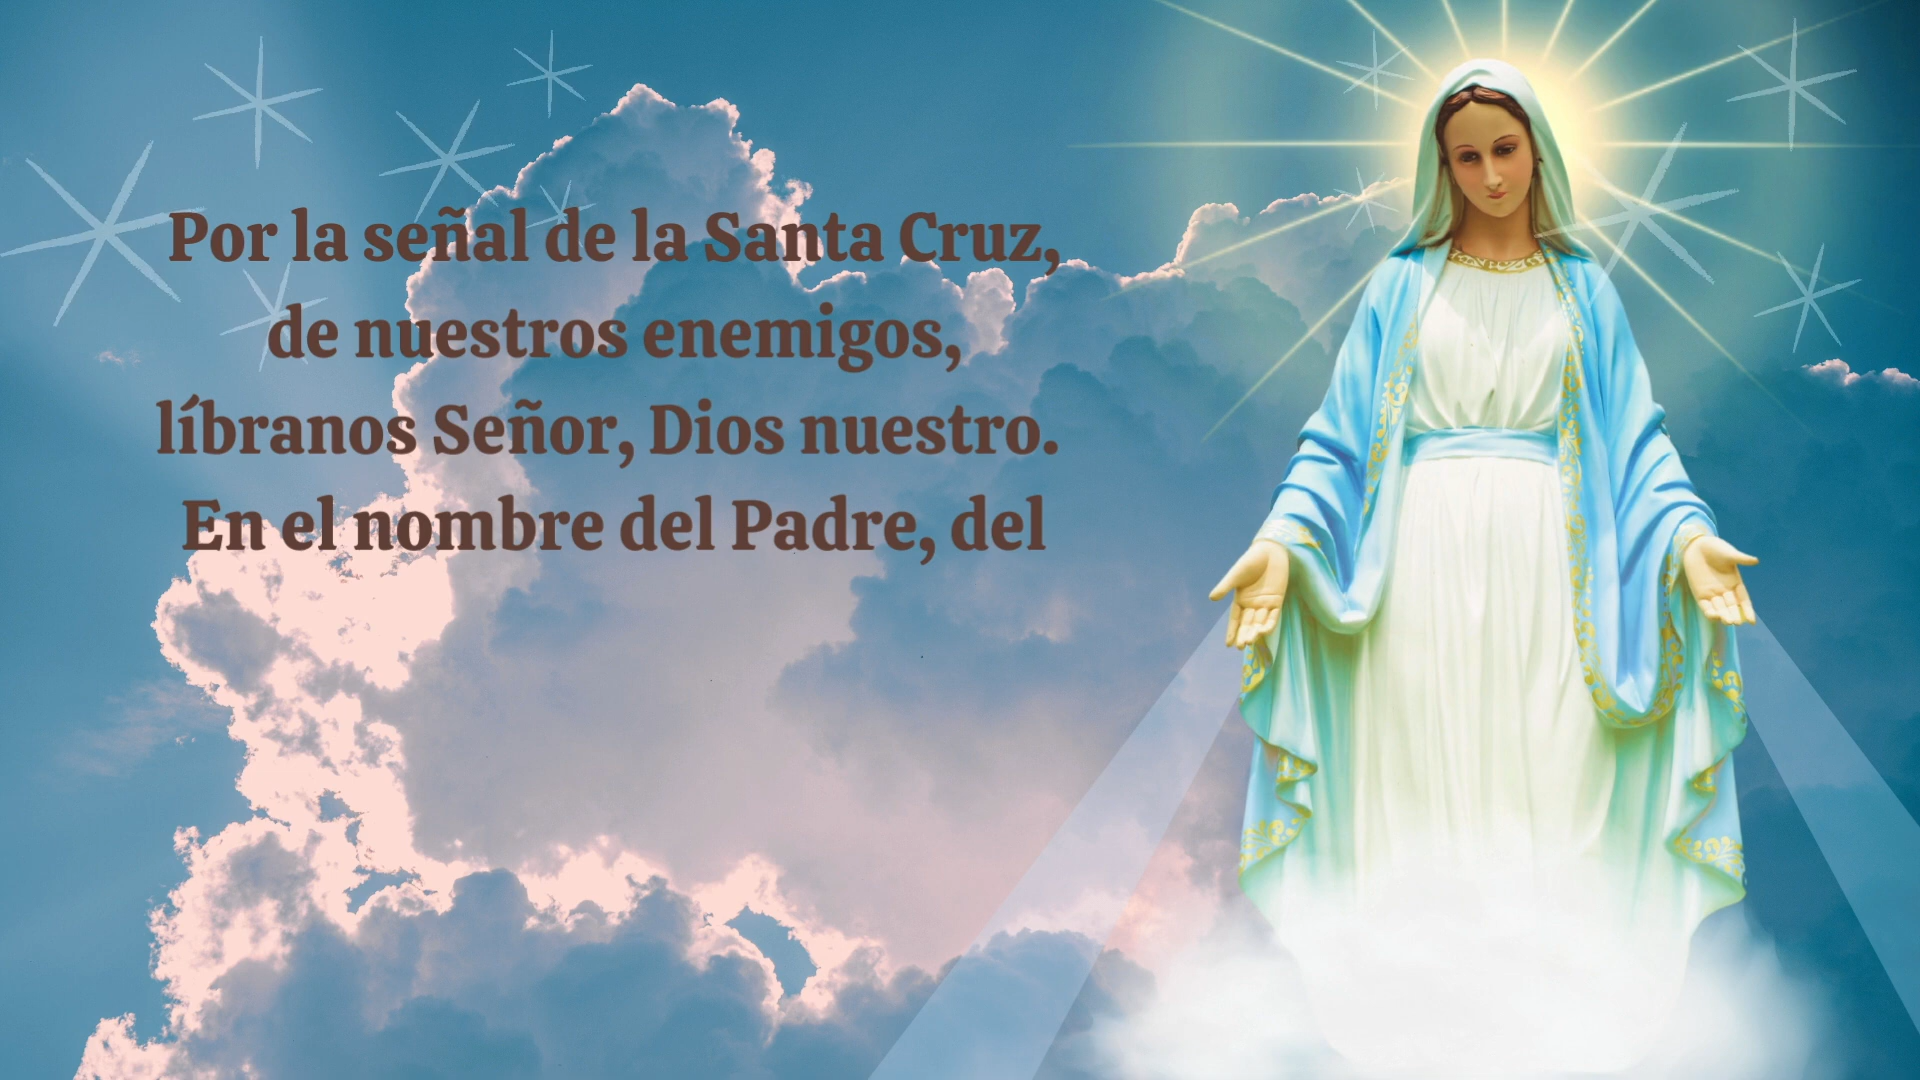 Por la señal de la Santa Cruz,
de nuestros enemigos,
líbranos Señor, Dios nuestro.
En el nombre del Padre, del